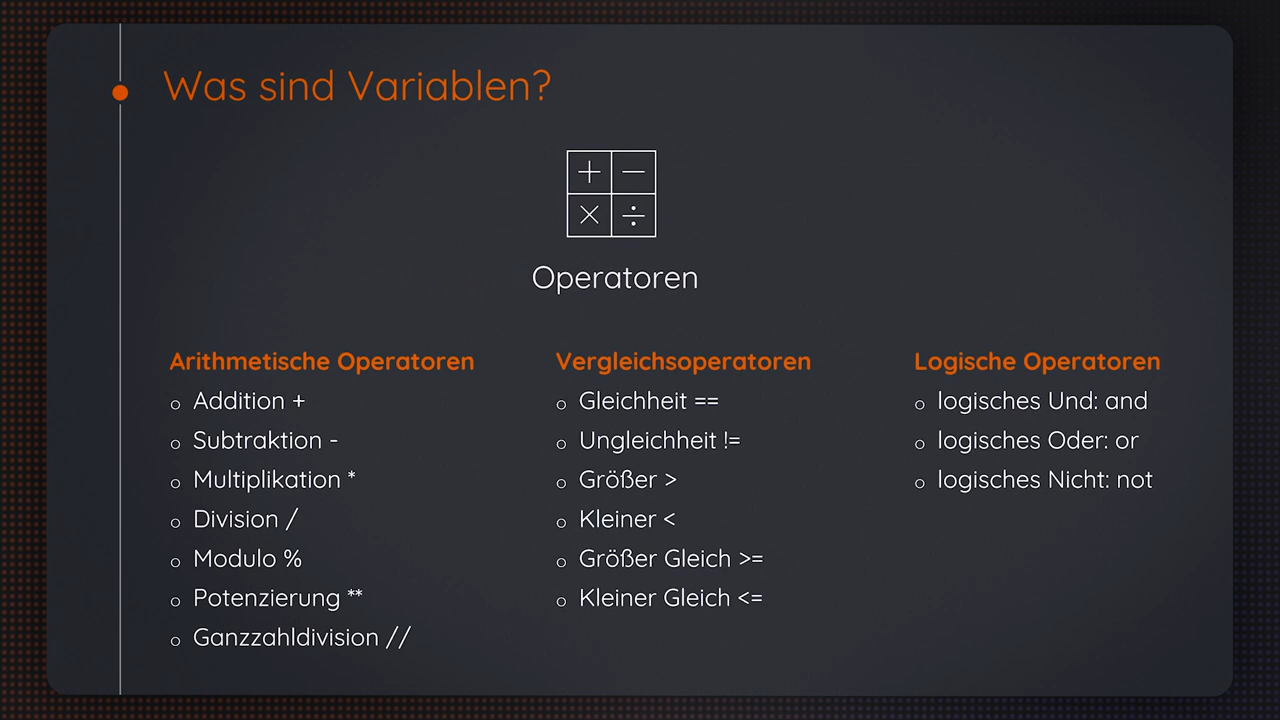 Was sind Variablen?
Operatoren
Arithmetische Operatoren
Addition +
Subtraktion -
Multiplikation *
Division /
Modulo %
Potenzierung **
Ganzzahldivision //
Vergleichsoperatoren
Gleichheit ==
Ungleichheit !=
Größer >
Kleiner <
Größer Gleich >=
Kleiner Gleich <=
Logische Operatoren
logisches Und: and
logisches Oder: or
logisches Nicht: not